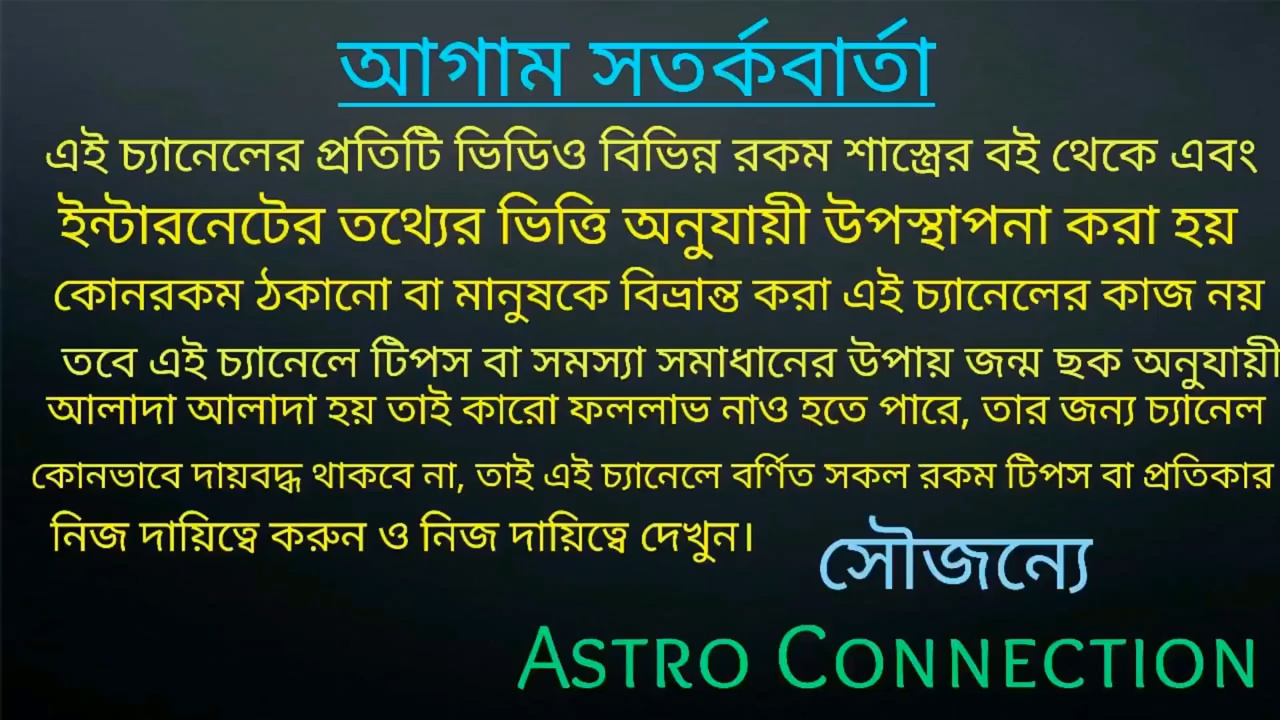 আগাম সতর্কবার্তা
এই চ্যানেলের প্রতিটি ভিডিও বিভিন্ন রকম শাস্ত্রের বই থেকে এবং
ইন্টারনেটের তথ্যের ভিত্তি অনুযায়ী উপস্থাপনা করা হয়
কোনরকম ঠকানো বা মানুষকে বিভ্রান্ত করা এই চ্যানেলের কাজ নয়
তবে এই চ্যানেলে টিপস বা সমস্যা সমাধানের উপায় জন্ম ছক অনুযায়ী
আলাদা আলাদা হয় তাই কারো ফললাভ নাও হতে পারে, তার জন্য চ্যানেল
কোনভাবে দায়বদ্ধ থাকবে না, তাই এই চ্যানেলে বর্ণিত সকল রকম টিপস বা প্রতিকার
নিজ দায়িত্বে করুন ও নিজ দায়িত্বে দেখুন।
সৌজন্যে
ASTRO CONNECTION